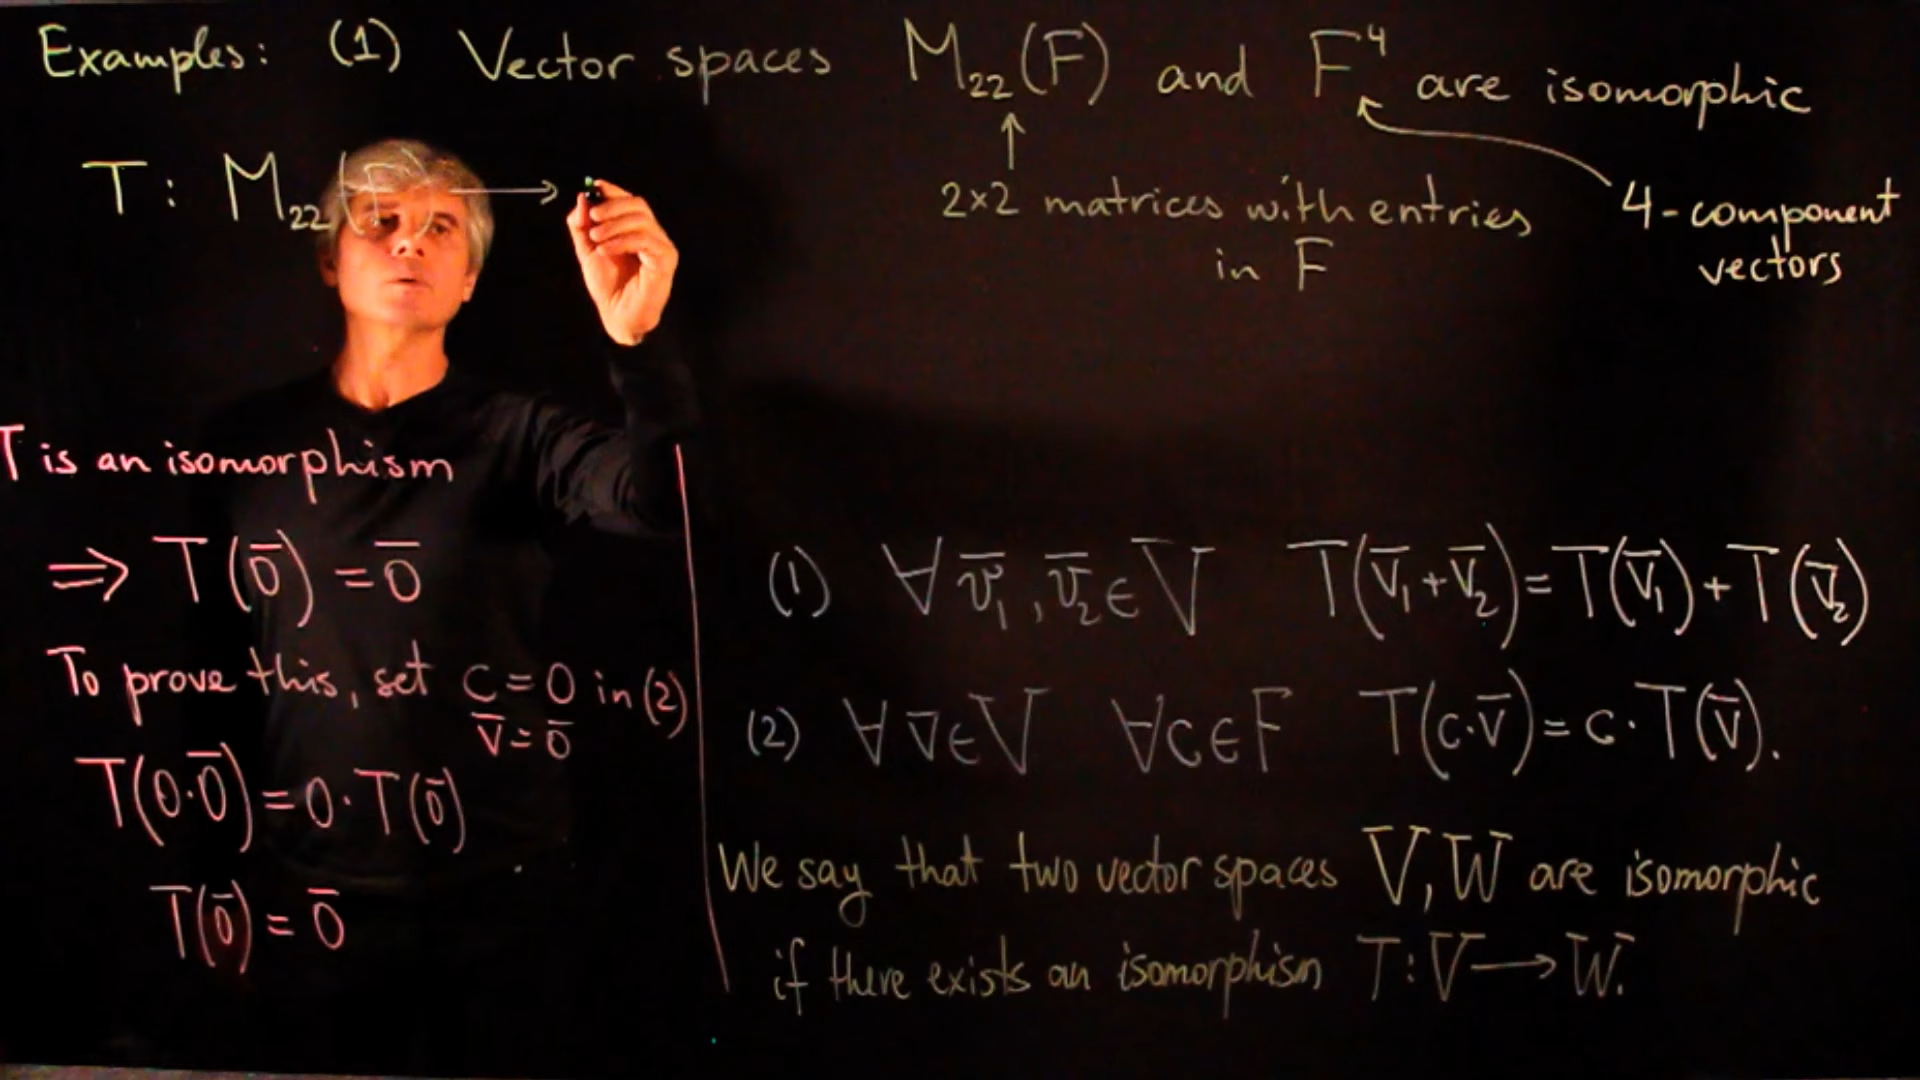 Examples: (1) Vector spaces M₂₂(F) and F⁴ are isomorphic
T: M₂₂(F) ⟶
↑
2×2 matrices with entries
in F
4-component
vectors
T is an isomorphism
⇒ T(0̄) = 0̄
To prove this, set c = 0 in (2)
v̄ = 0̄
T(0·0̄) = 0·T(0̄)
T(0̄) = 0̄
(1) ∀ v̄₁, v̄₂ ∈ V T(v̄₁+v̄₂) = T(v̄₁) + T(v̄₂)
(2) ∀ v̄ ∈ V ∀ c ∈ F T(c·v̄) = c·T(v̄).
We say that two vector spaces V, W are isomorphic
if there exists an isomorphism T: V ⟶ W.